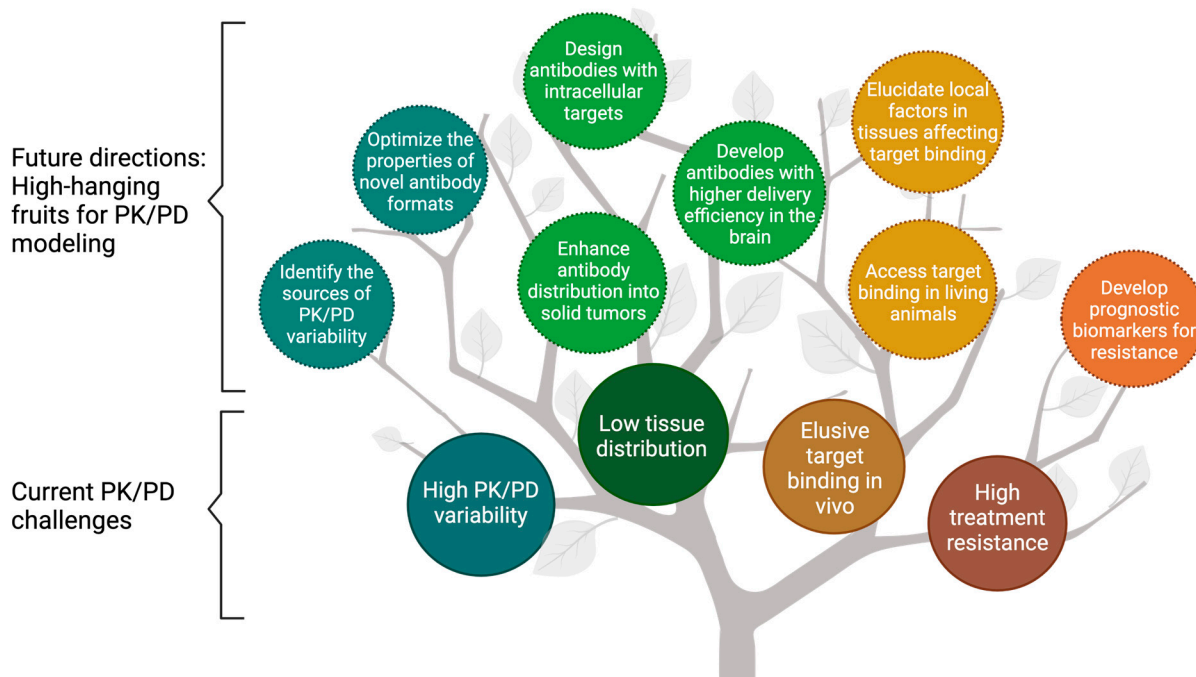 Future directions:
High-hanging
fruits for PK/PD
modeling
Design
antibodies with
intracellular
targets
Elucidate local
factors in
tissues affecting
target binding
Optimize the
properties of
novel antibody
formats
Develop
antibodies with
higher delivery
efficiency in the
brain
Identify the
sources of
PK/PD
variability
Enhance
antibody
distribution into
solid tumors
Access target
binding in living
animals
Develop
prognostic
biomarkers for
resistance
Current PK/PD
challenges
High PK/PD
variability
Low tissue
distribution
Elusive
target
binding in
vivo
High
treatment
resistance